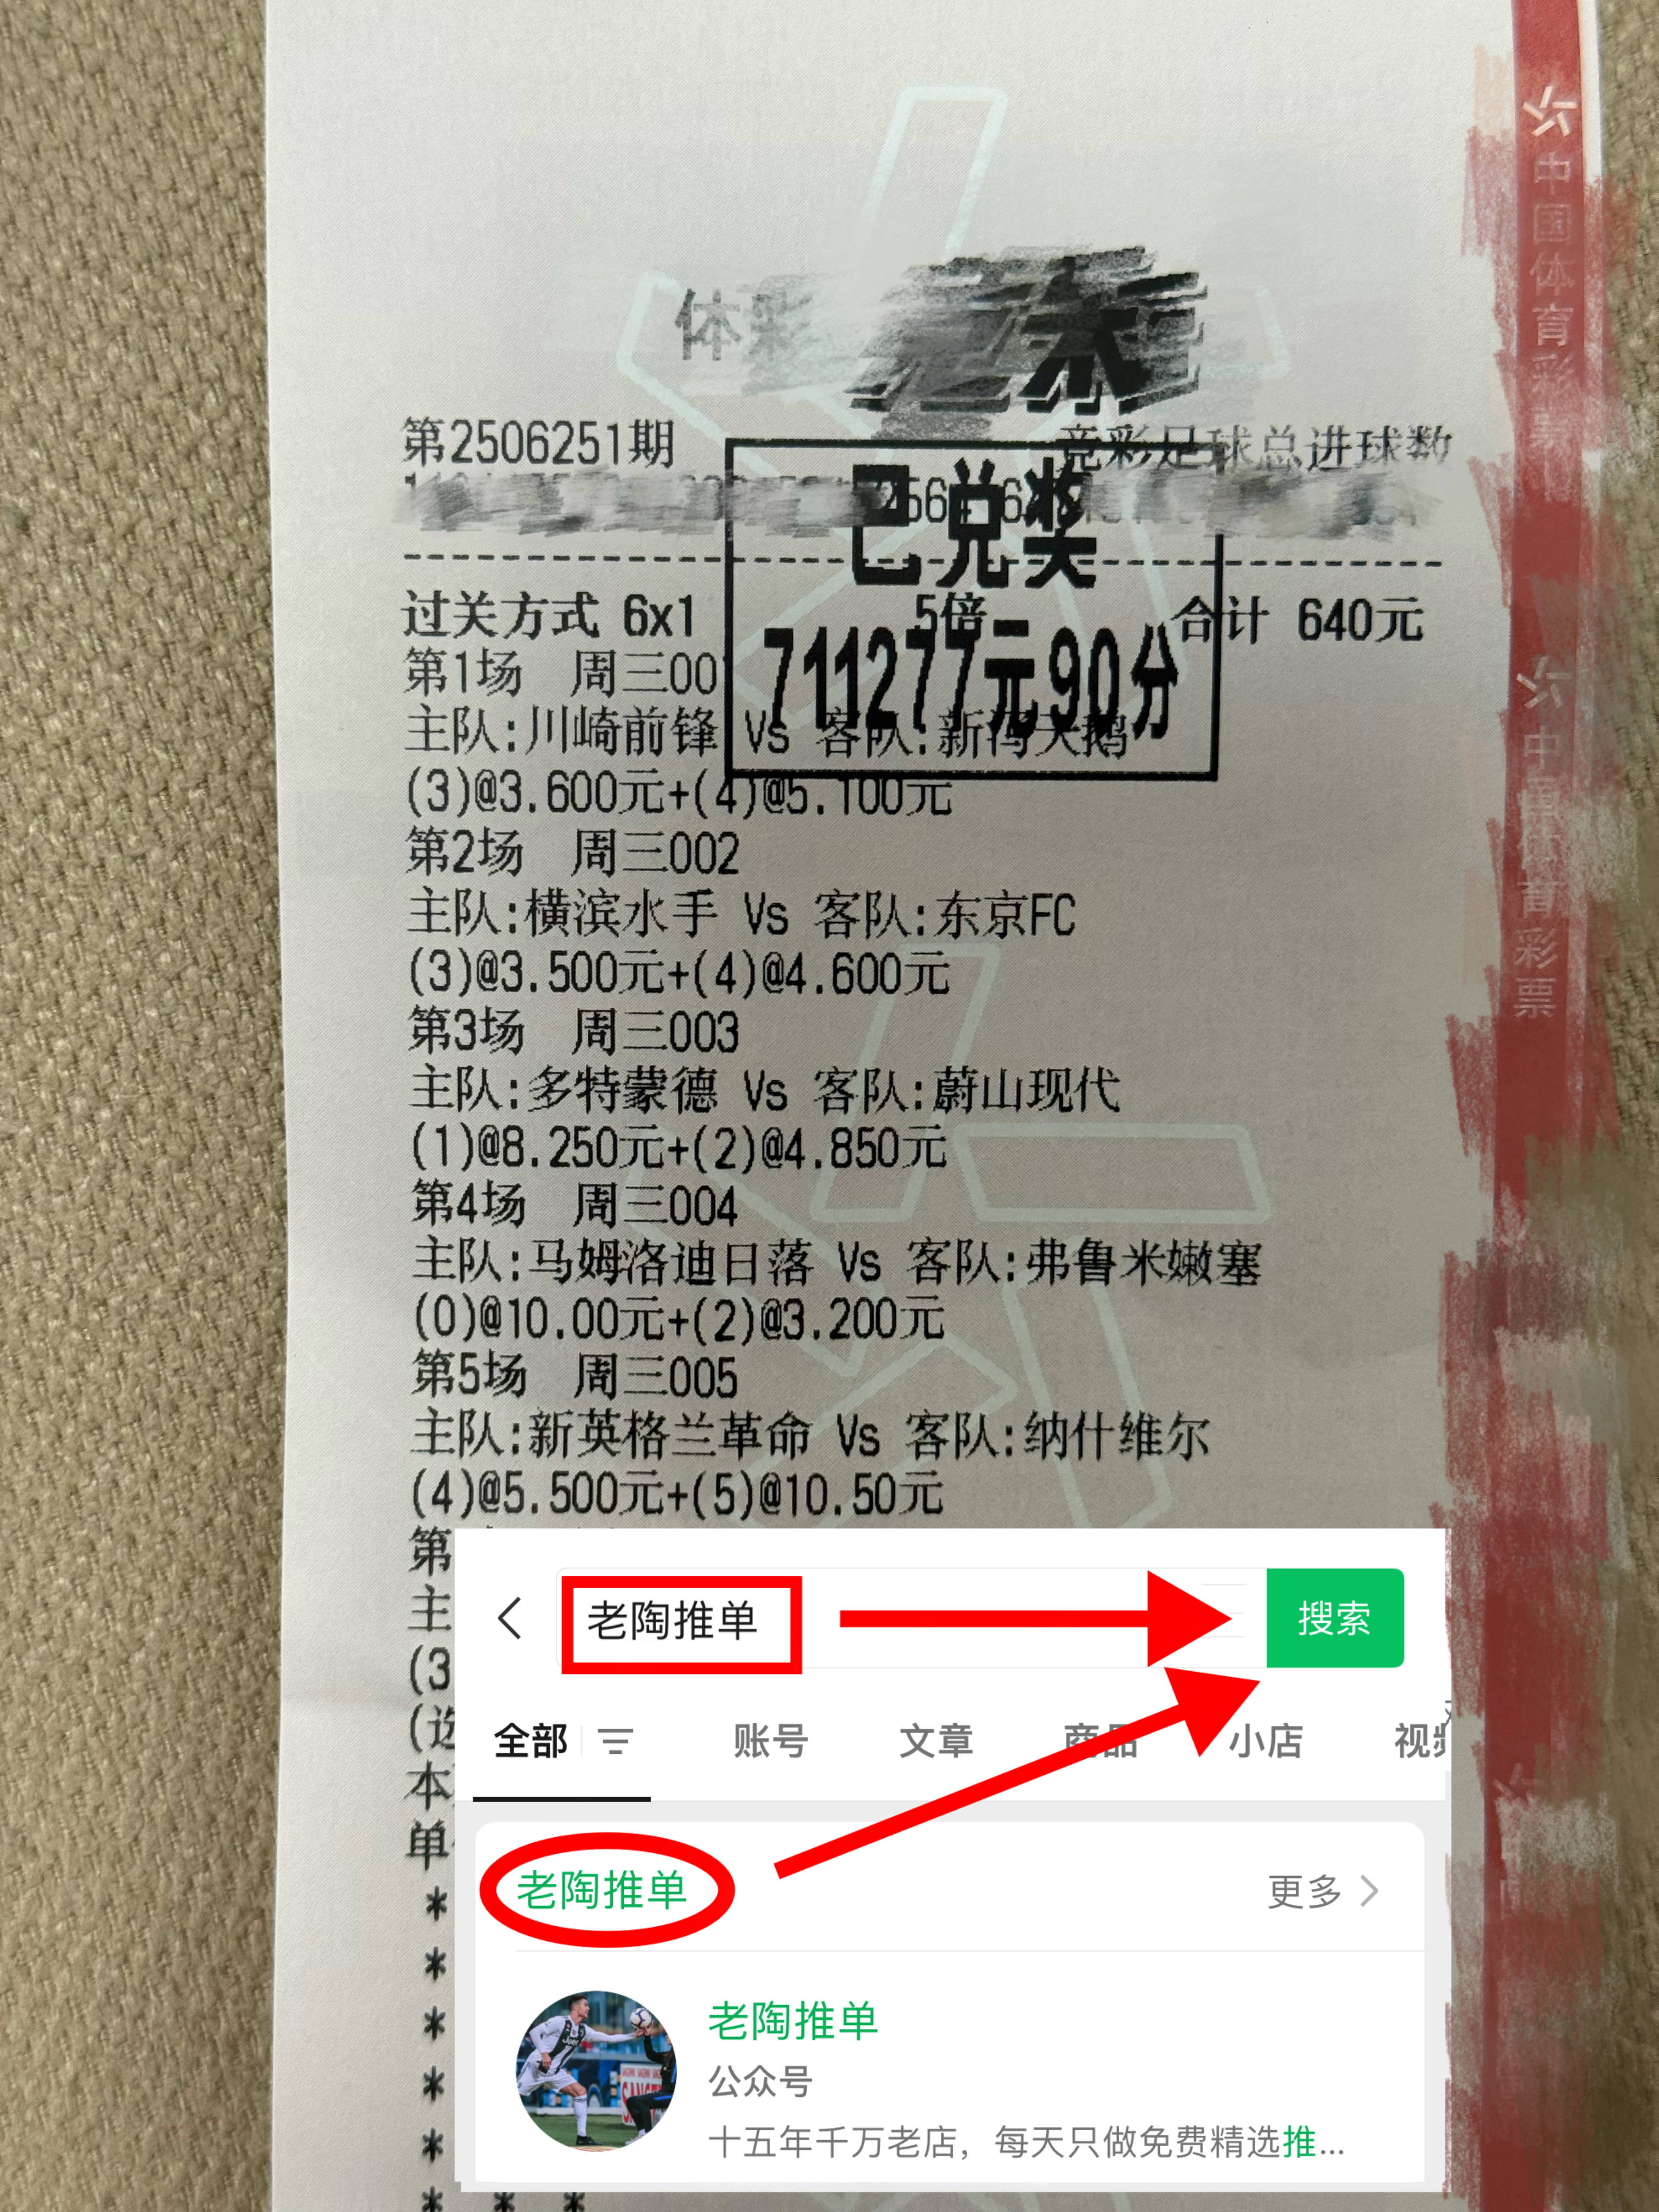 体彩
第2506251期
竞彩足球总进球数
已兑奖
711277元90分
过关方式 6x1
5倍
合计 640元
第1场 周三00
主队:川崎前锋 Vs 客队:新潟天鹅
(3)@3.600元+(4)@5.100元
第2场 周三002
主队:横滨水手 Vs 客队:东京FC
(3)@3.500元+(4)@4.600元
第3场 周三003
主队:多特蒙德 Vs 客队:蔚山现代
(1)@8.250元+(2)@4.850元
第4场 周三004
主队:马姆洛迪日落 Vs 客队:弗鲁米嫩塞
(0)@10.00元+(2)@3.200元
第5场 周三005
主队:新英格兰革命 Vs 客队:纳什维尔
(4)@5.500元+(5)@10.50元
第
主
(3
(选
本
单
*
*
*
*
*
* * *
老陶推单
搜索
全部 账号 文章 商品 小店 视频
老陶推单
更多
老陶推单
公众号
十五年千万老店，每天只做免费精选推...
中国体育彩
中国体育彩票